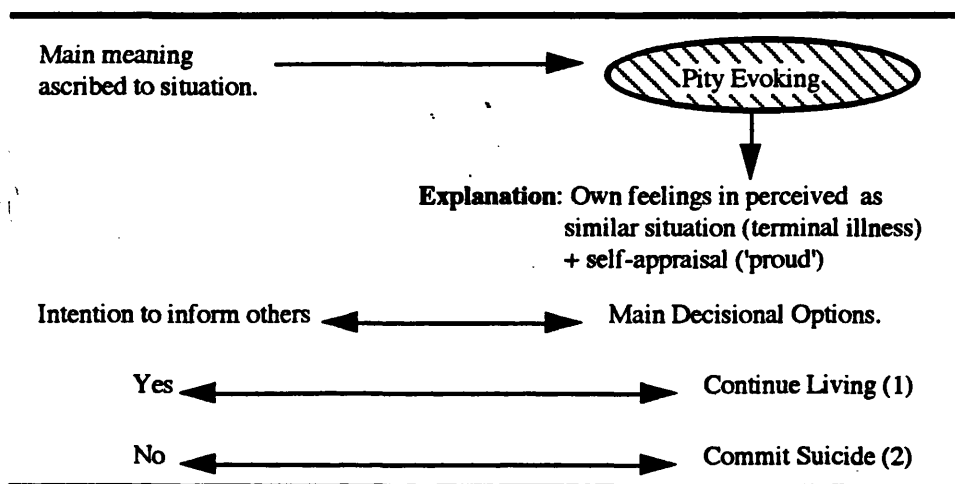 Main meaning
ascribed to situation.
Pity Evoking
Explanation: Own feelings in perceived as
similar situation (terminal illness)
+ self-appraisal ('proud')
Intention to inform others Main Decisional Options.
Yes Continue Living (1)
No Commit Suicide (2)